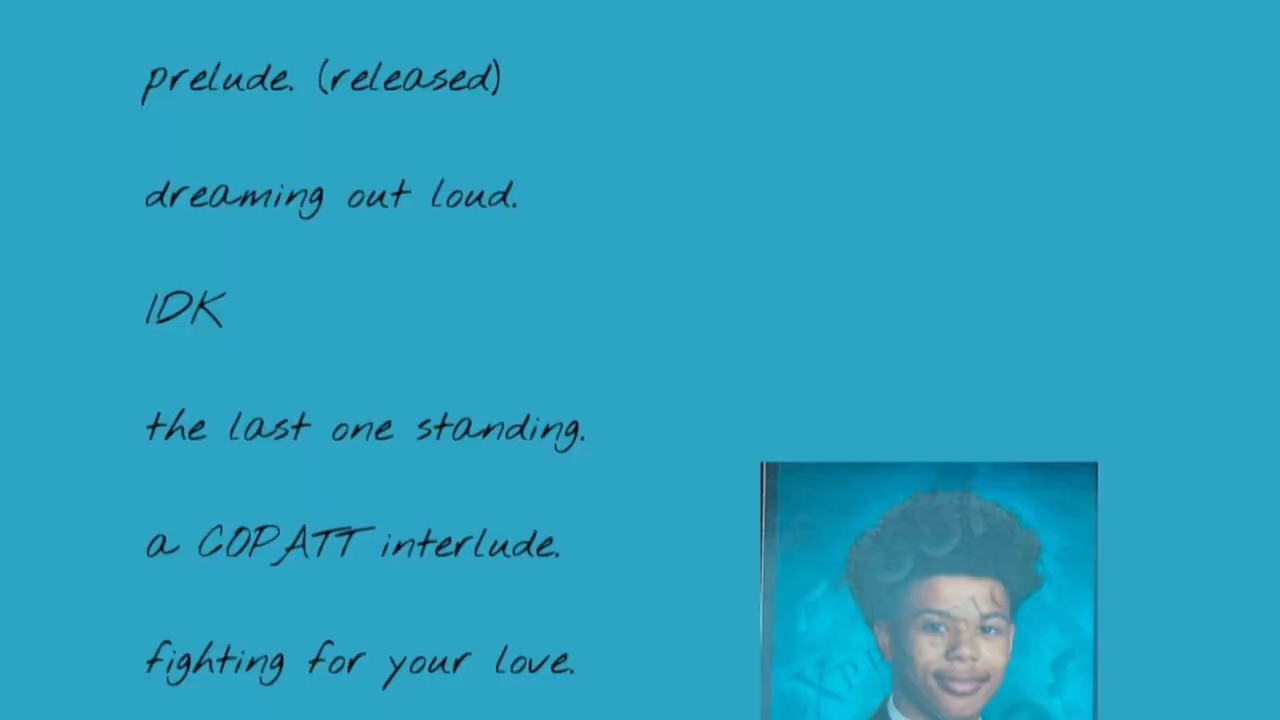 prelude. (released)
dreaming out loud.
IDK
the last one standing.
a COPATT interlude.
fighting for your love.